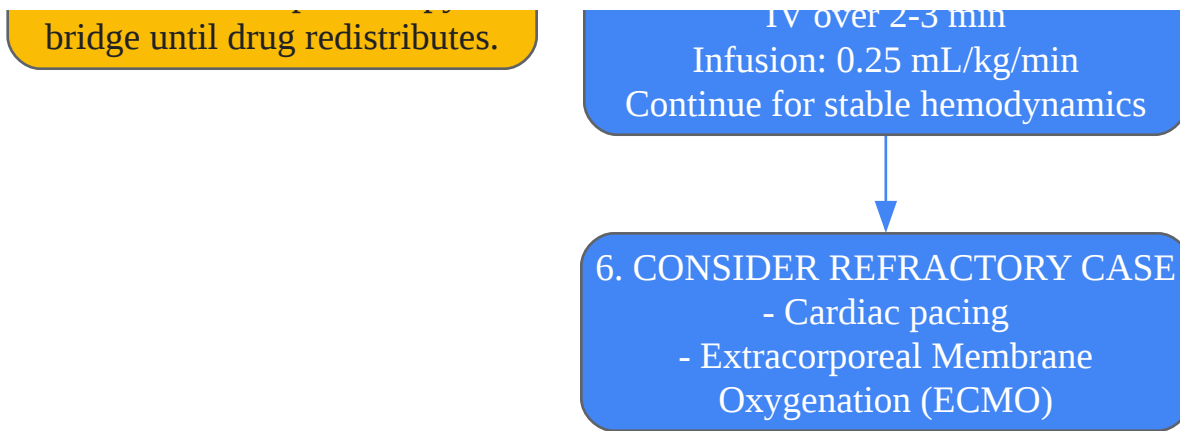 bridge until drug redistributes.
IV over 2-3 min
Infusion: 0.25 mL/kg/min
Continue for stable hemodynamics
6. CONSIDER REFRACTORY CASE
- Cardiac pacing
- Extracorporeal Membrane
Oxygenation (ECMO)